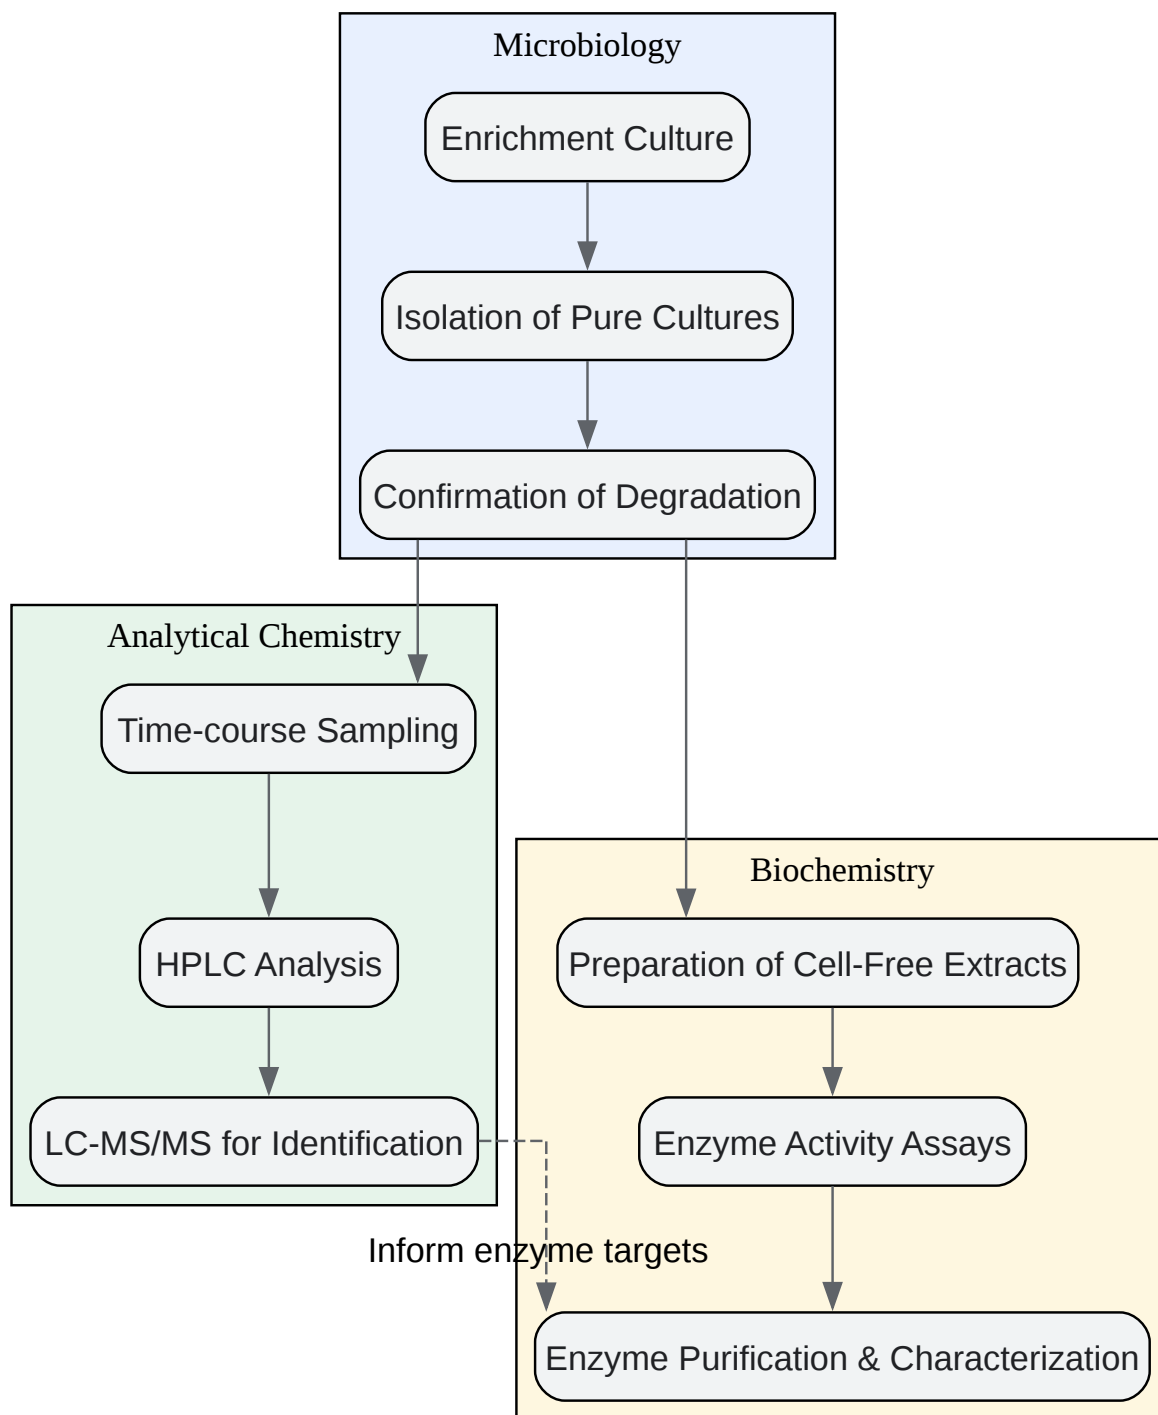 Microbiology
Enrichment Culture
Isolation of Pure Cultures
Confirmation of Degradation
Analytical Chemistry
Time-course Sampling
HPLC Analysis
LC-MS/MS for Identification
Biochemistry
Preparation of Cell-Free Extracts
Enzyme Activity Assays
Inform enzyme targets
Enzyme Purification & Characterization